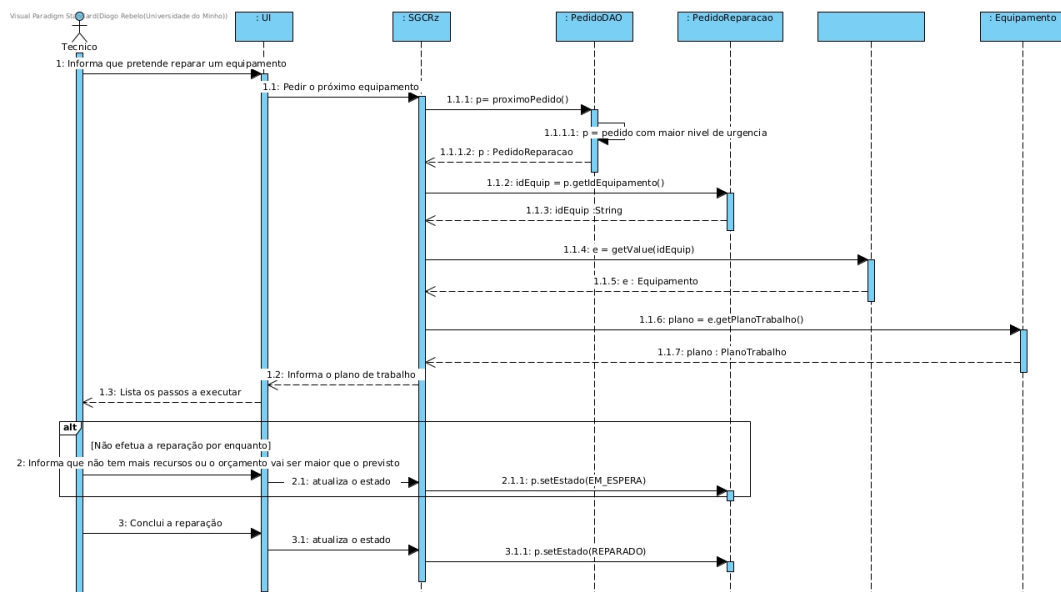 Visual Paradigm Standard(Diogo Rebelo(Universidade do Minho))
Tecnico
: UI
: SGCRz
: PedidoDAO
: PedidoReparacao
: Equipamento
1: Informa que pretende reparar um equipamento
1.1: Pedir o próximo equipamento
1.1.1: p= proximoPedido()
1.1.1.1: p = pedido com maior nivel de urgencia
1.1.1.2: p : PedidoReparacao
1.1.2: idEquip = p.getIdEquipamento()
1.1.3: idEquip :String
1.1.4: e = getValue(idEquip)
1.1.5: e : Equipamento
1.1.6: plano = e.getPlanoTrabalho()
1.1.7: plano : PlanoTrabalho
1.2: Informa o plano de trabalho
1.3: Lista os passos a executar
alt
[Não efetua a reparação por enquanto]
2: Informa que não tem mais recursos ou o orçamento vai ser maior que o previsto
2.1: atualiza o estado
2.1.1: p.setEstado(EM_ESPERA)
3: Conclui a reparação
3.1: atualiza o estado
3.1.1: p.setEstado(REPARADO)